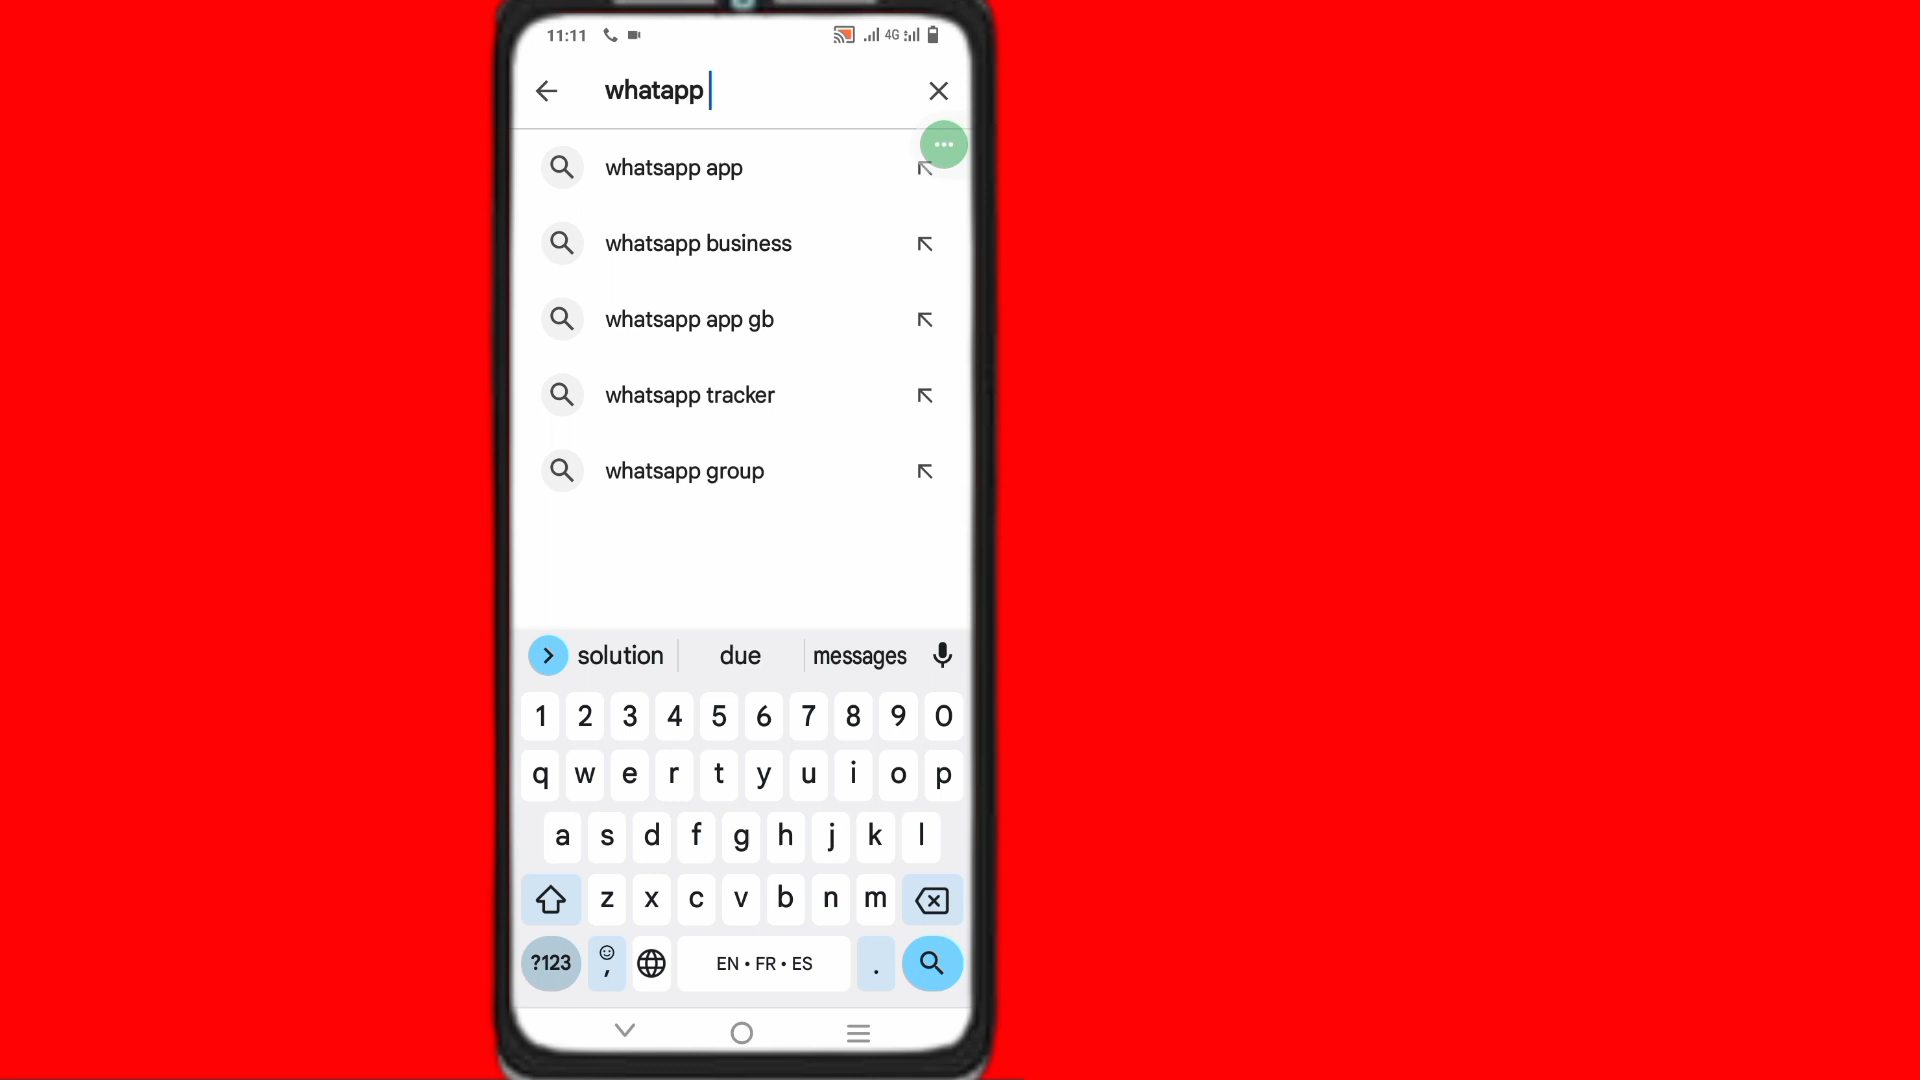 11:11 4G
whatapp
whatsapp app
whatsapp business
whatsapp app gb
whatsapp tracker
whatsapp group
solution due messages
1 2 3 4 5 6 7 8 9 0
q w e r t y u i o p
a s d f g h j k l
z x c v b n m
?123 , EN • FR • ES .